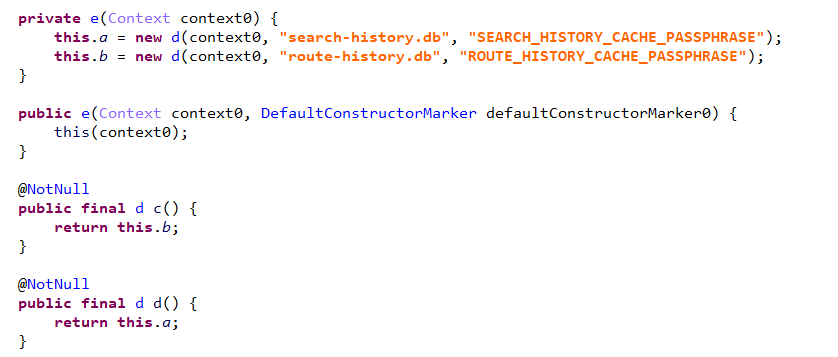 private e(Context context0) {
    this.a = new d(context0, "search-history.db", "SEARCH_HISTORY_CACHE_PASSPHRASE");
    this.b = new d(context0, "route-history.db", "ROUTE_HISTORY_CACHE_PASSPHRASE");
}

public e(Context context0, DefaultConstructorMarker defaultConstructorMarker0) {
    this(context0);
}

@NotNull
public final d c() {
    return this.b;
}

@NotNull
public final d d() {
    return this.a;
}